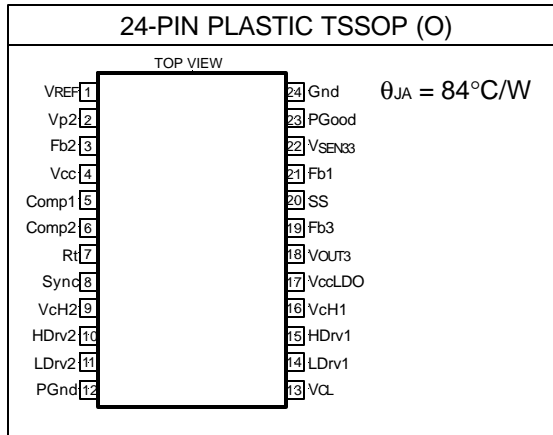 24-PIN PLASTIC TSSOP (O)
TOP VIEW
VREF 1 24 Gnd θJA = 84°C/W
Vp2 2 23 PGood
Fb2 3 22 VSEN33
Vcc 4 21 Fb1
Comp1 5 20 SS
Comp2 6 19 Fb3
Rt 7 18 VOUT3
Sync 8 17 VccLDO
VcH2 9 16 VcH1
HDrv2 10 15 HDrv1
LDrv2 11 14 LDrv1
PGnd 12 13 VCL